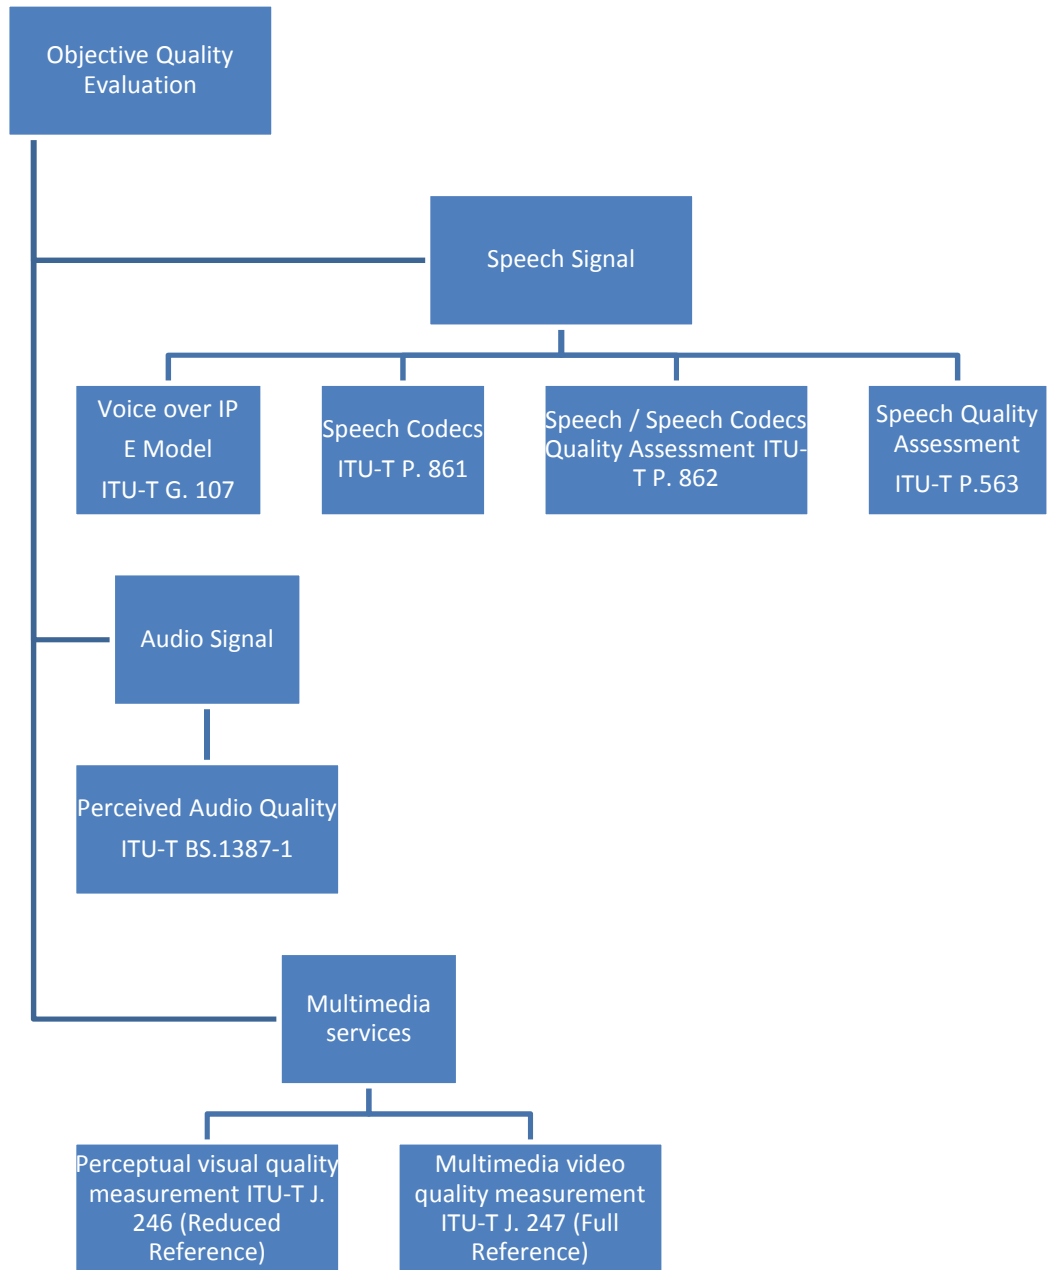 Objective Quality
Evaluation
Speech Signal
Voice over IP
E Model
ITU-T G. 107
Speech Codecs
ITU-T P. 861
Speech / Speech Codecs
Quality Assessment ITU-
T P. 862
Speech Quality
Assessment
ITU-T P.563
Audio Signal
Perceived Audio Quality
ITU-T BS.1387-1
Multimedia
services
Perceptual visual quality
measurement ITU-T J.
246 (Reduced
Reference)
Multimedia video
quality measurement
ITU-T J. 247 (Full
Reference)